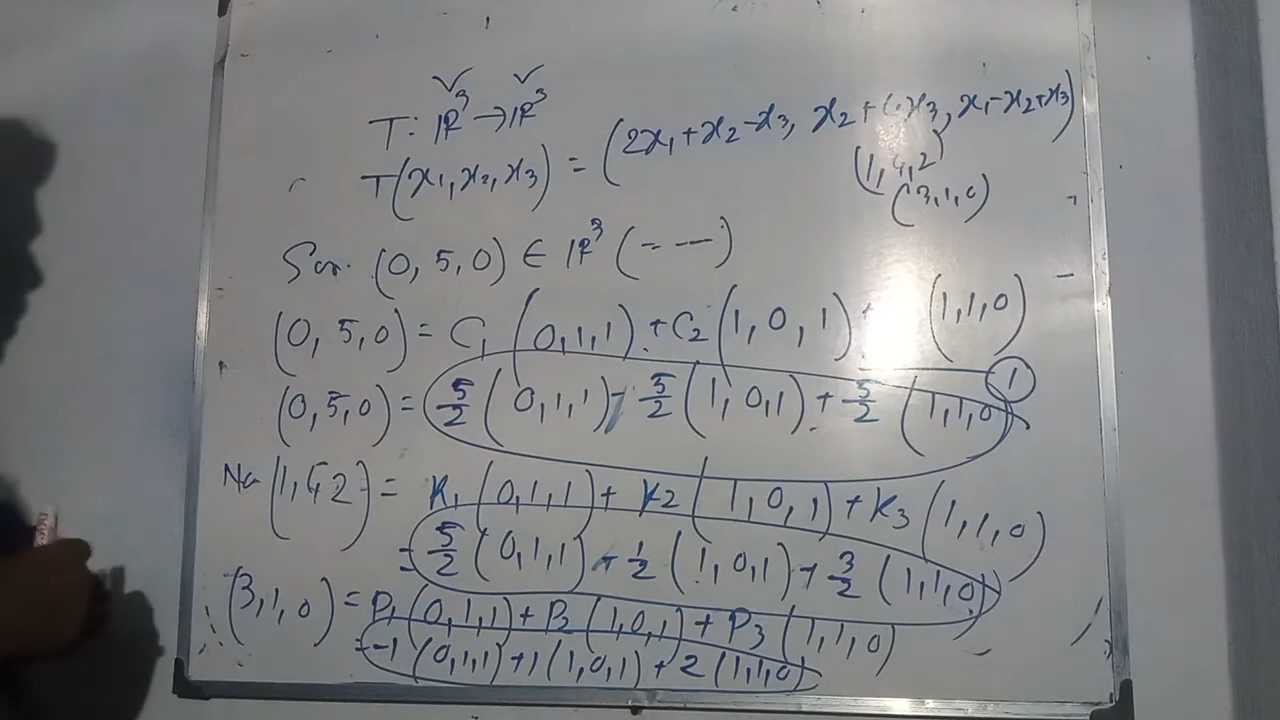 T: ℝ³ → ℝ³
T(x₁, x₂, x₃) = (2x₁ + x₂ - x₃, x₂ + 4x₃, x₁ - x₂ + x₃)
(1, 4, 2)
(3, 1, 0)
(0, 5, 0) ∈ ℝ³ (- --)
(0, 5, 0) = C₁ (0, 1, 1) + C₂ (1, 0, 1) (1, 1, 0)
(0, 5, 0) = 5/2 (0, 1, 1) - 5/2 (1, 0, 1) + 5/2 (1, 1, 0) ①
(1, 4, 2) = K₁ (0, 1, 1) + K₂ (1, 0, 1) + K₃ (1, 1, 0)
= 5/2 (0, 1, 1) + 1/2 (1, 0, 1) + 3/2 (1, 1, 0)
(3, 1, 0) = P₁ (0, 1, 1) + P₂ (1, 0, 1) + P₃ (1, 1, 0)
= -1 (0, 1, 1) + 1 (1, 0, 1) + 2 (1, 1, 0)